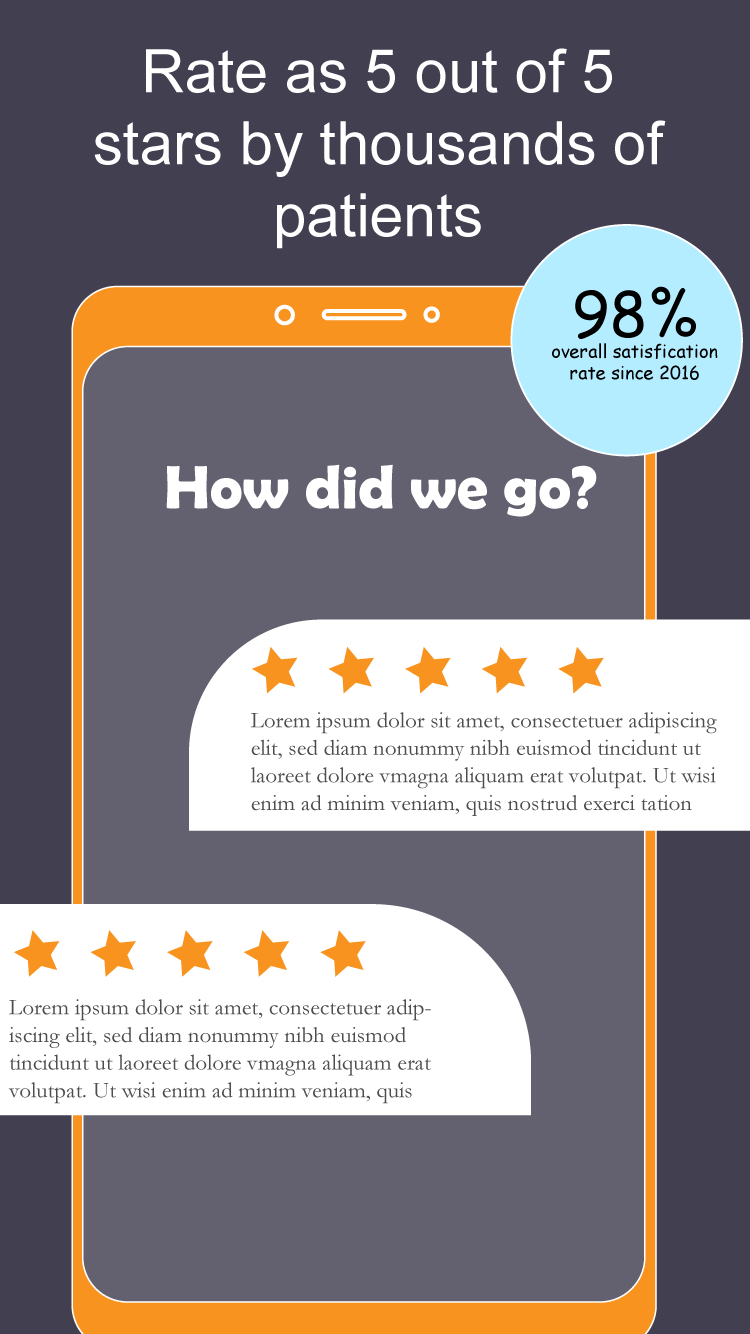 Rate as 5 out of 5
stars by thousands of
patients
98%
overall satisfication
rate since 2016
How did we go?
Lorem ipsum dolor sit amet, consectetuer adipiscing
elit, sed diam nonummy nibh euismod tincidunt ut
laoreet dolore vmagna aliquam erat volutpat. Ut wisi
enim ad minim veniam, quis nostrud exerci tation
Lorem ipsum dolor sit amet, consectetuer adip-
iscing elit, sed diam nonummy nibh euismod
tincidunt ut laoreet dolore vmagna aliquam erat
volutpat. Ut wisi enim ad minim veniam, quis